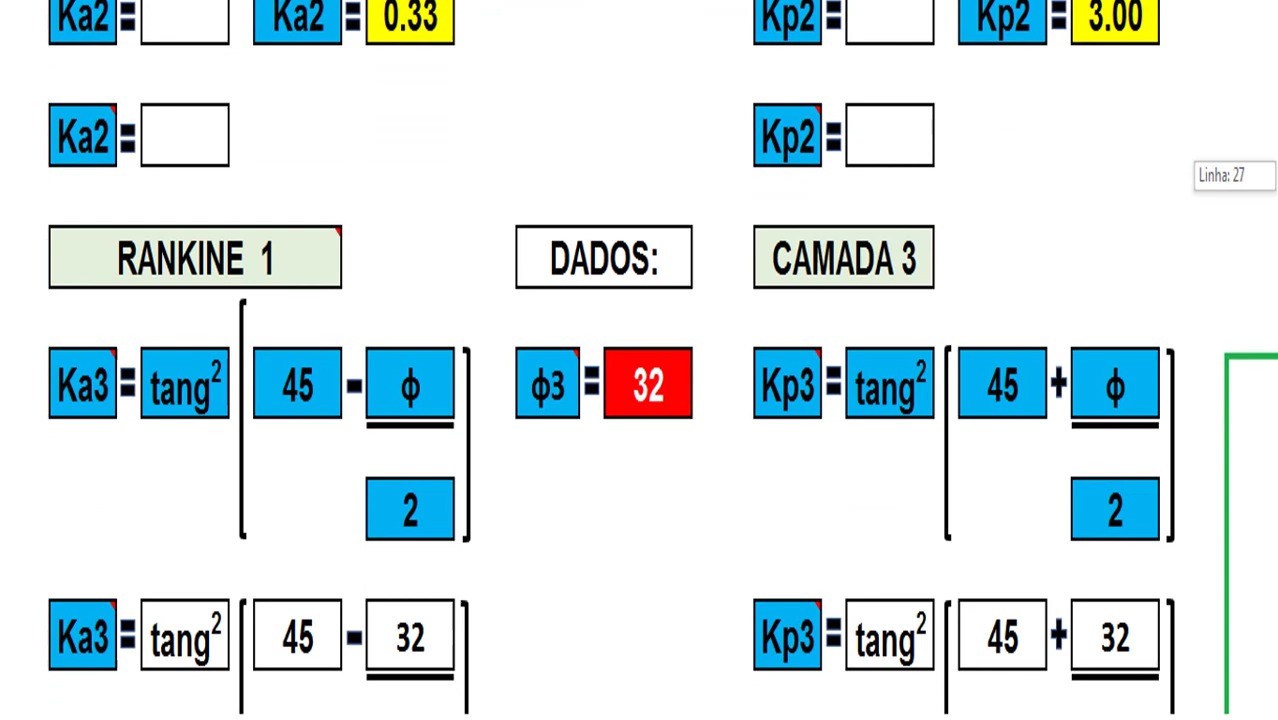 Ka2 = Ka2 = 0.33 Kp2 = Kp2 = 3.00
Ka2 = Kp2 =
Linha: 27
RANKINE 1 DADOS: CAMADA 3
Ka3 = tang² [ 45 - ϕ ϕ3 = 32 Kp3 = tang² [ 45 + ϕ ]
2 2
Ka3 = tang² [ 45 - 32 Kp3 = tang² [ 45 + 32